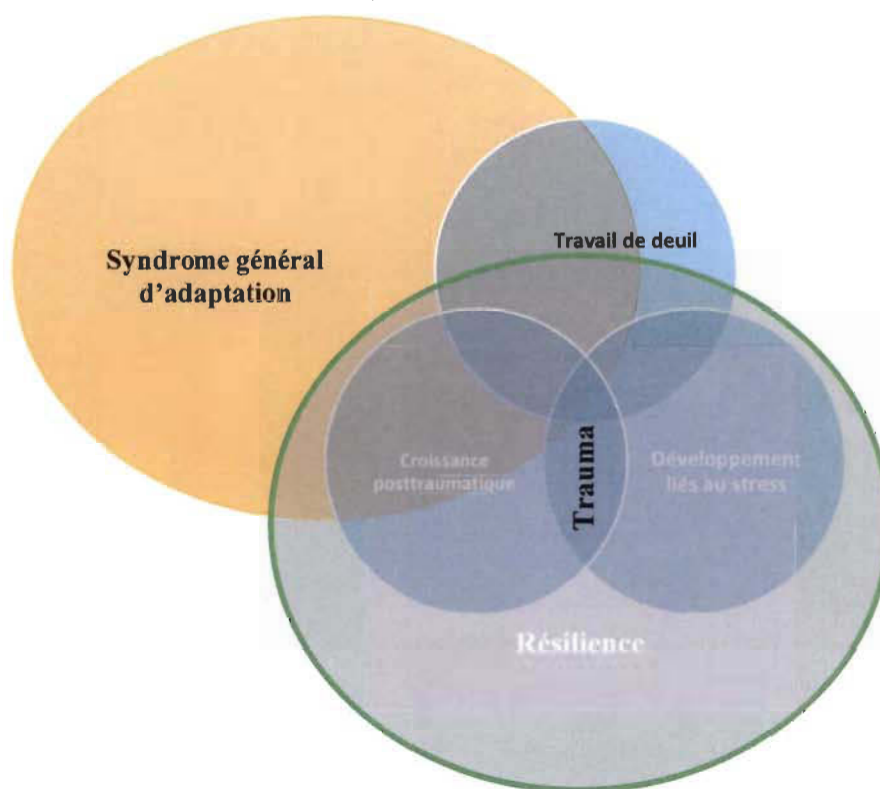 Syndrome général
d'adaptation
Travail de deuil
Croissance
posttraumatique
Trauma
Développement
liés au stress
Résilience